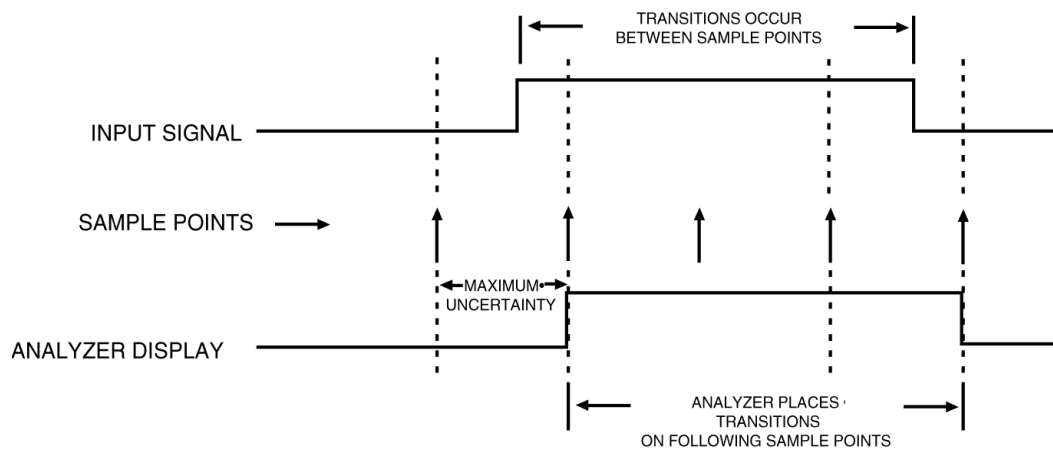 TRANSITIONS OCCUR
BETWEEN SAMPLE POINTS
INPUT SIGNAL
SAMPLE POINTS
MAXIMUM
UNCERTAINTY
ANALYZER DISPLAY
ANALYZER PLACES
TRANSITIONS
ON FOLLOWING SAMPLE POINTS